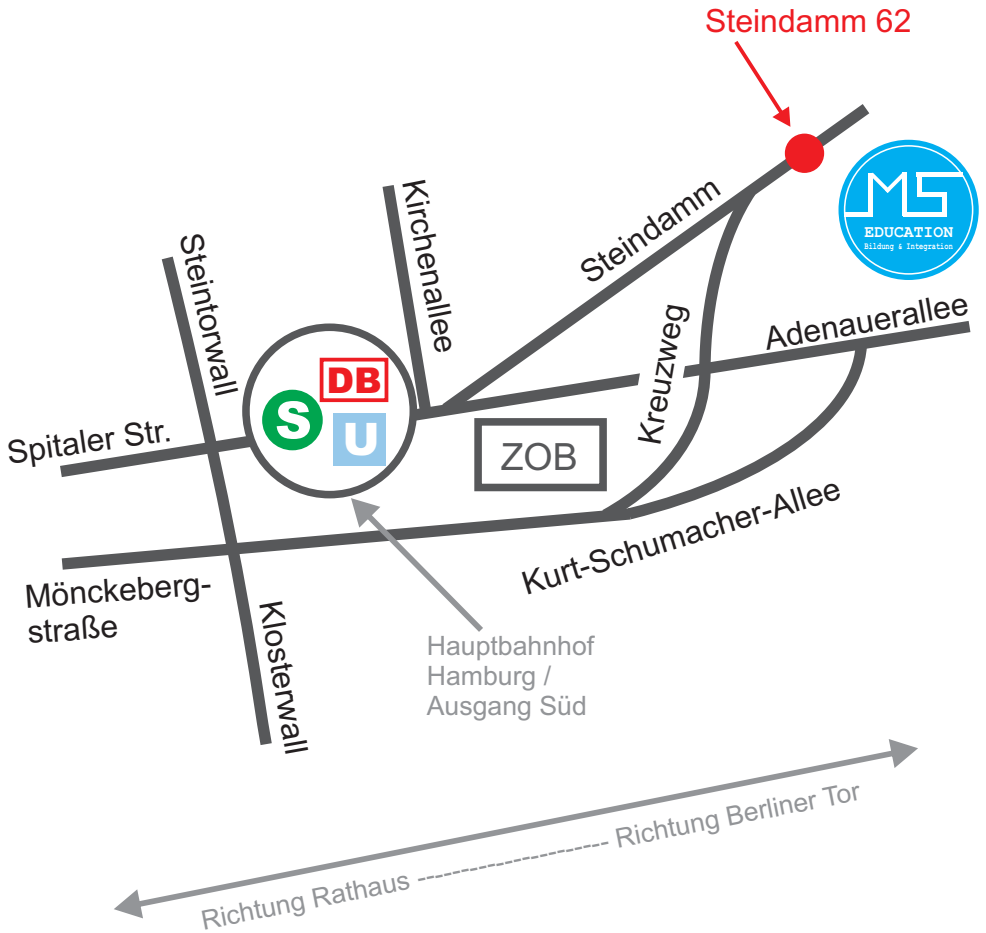 Steindamm 62
MS
EDUCATION
Bildung & Integration
Kirchenallee
Steindamm
Steintorwall
Kreuzweg
Adenauerallee
DB
S
U
Spitaler Str.
ZOB
Kurt-Schumacher-Allee
Mönckeberg-
straße
Klosterwall
Hauptbahnhof
Hamburg /
Ausgang Süd
Richtung Rathaus ------------------- Richtung Berliner Tor